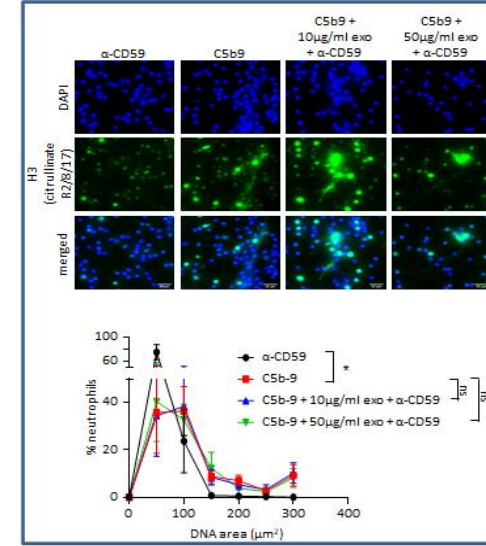 α-CD59
C5b9
C5b9 +
10µg/ml exo
+ α-CD59
C5b9 +
50µg/ml exo
+ α-CD59
DAPI
H3
(citrullinate
R2/8/17)
merged
100
80
60
40
20
0
% neutrophils
α-CD59
C5b-9
C5b-9 + 10µg/ml exo + α-CD59
C5b-9 + 50µg/ml exo + α-CD59
*
ns
ns
0
100
200
300
400
DNA area (µm²)